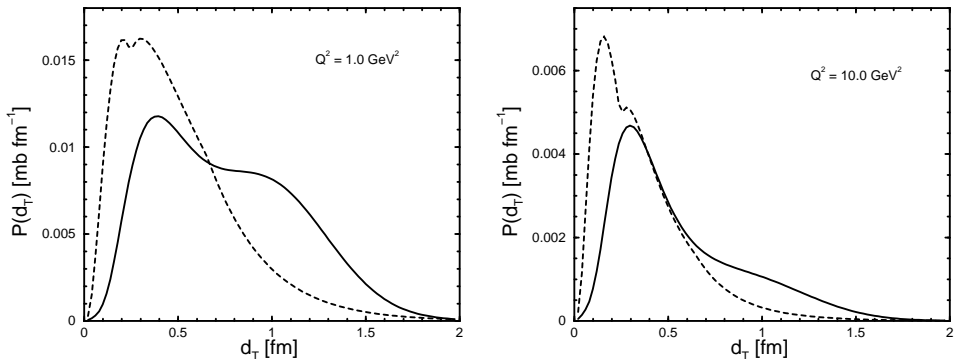 Q² = 1.0 GeV²
P(d_T) [mb fm⁻¹]
0.015
0.01
0.005
0
0 0.5 1 1.5 2
d_T [fm]
Q² = 10.0 GeV²
P(d_T) [mb fm⁻¹]
0.006
0.004
0.002
0
0 0.5 1 1.5 2
d_T [fm]